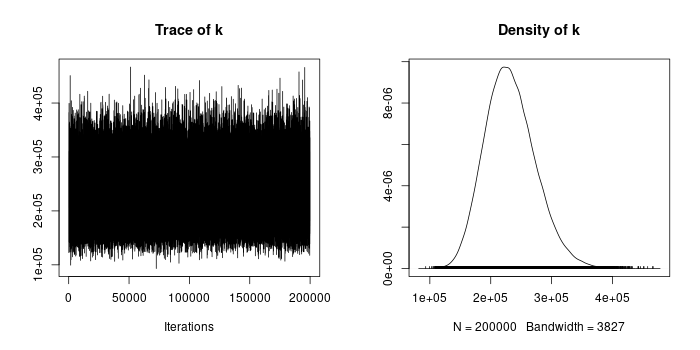 Trace of k
4e+05
3e+05
2e+05
1e+05
0 50000 100000 150000 200000
Iterations
Density of k
8e-06
4e-06
0e+00
1e+05 2e+05 3e+05 4e+05
N = 200000 Bandwidth = 3827